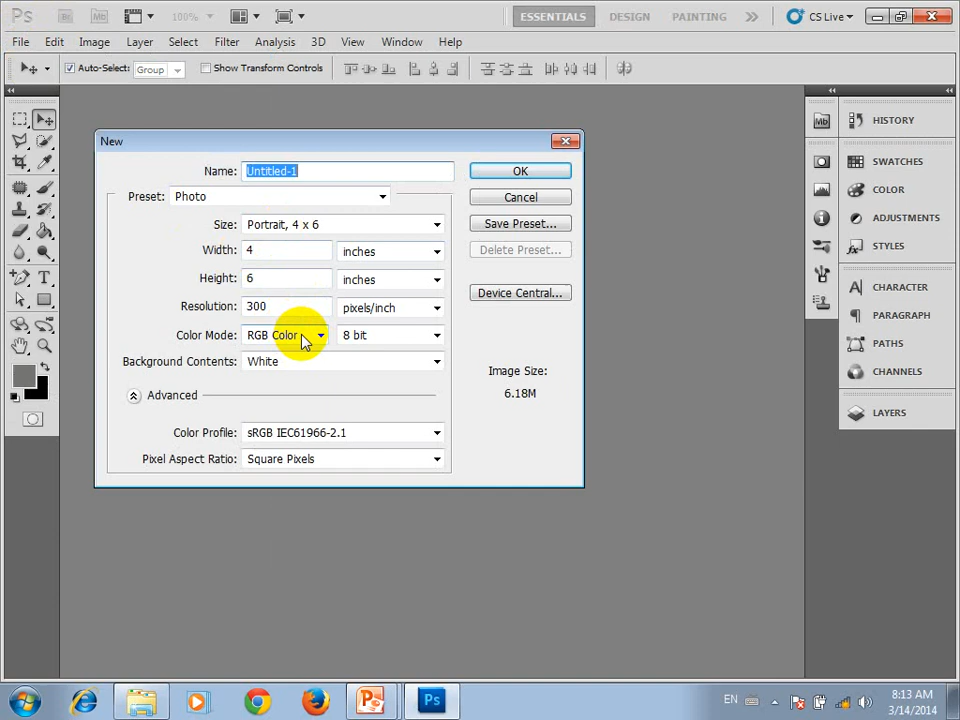 Ps Br Mb 100% ESSENTIALS DESIGN PAINTING CS Live
File Edit Image Layer Select Filter Analysis 3D View Window Help
Auto-Select: Group Show Transform Controls
New
Name: Untitled-1 OK
Preset: Photo Cancel
Size: Portrait, 4 x 6 Save Preset...
Width: 4 inches Delete Preset...
Height: 6 inches
Resolution: 300 pixels/inch Device Central...
Color Mode: RGB Color 8 bit
Background Contents: White
Image Size:
6.18M
Advanced
Color Profile: sRGB IEC61966-2.1
Pixel Aspect Ratio: Square Pixels
Mb HISTORY
SWATCHES
COLOR
ADJUSTMENTS
STYLES
CHARACTER
PARAGRAPH
PATHS
CHANNELS
LAYERS
T
Ps EN 8:13 AM
3/14/2014